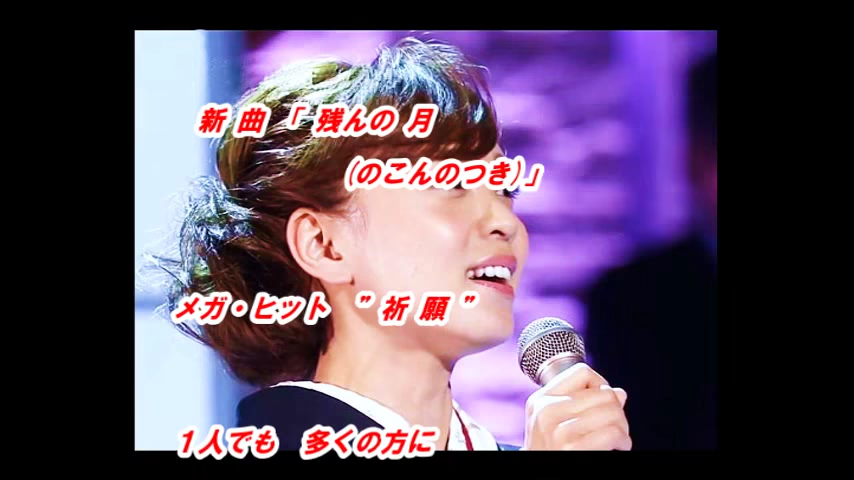 新 曲 「 残んの 月
(のこんのつき)」
メガ・ヒット ” 祈 願 ”
1人でも 多くの方に